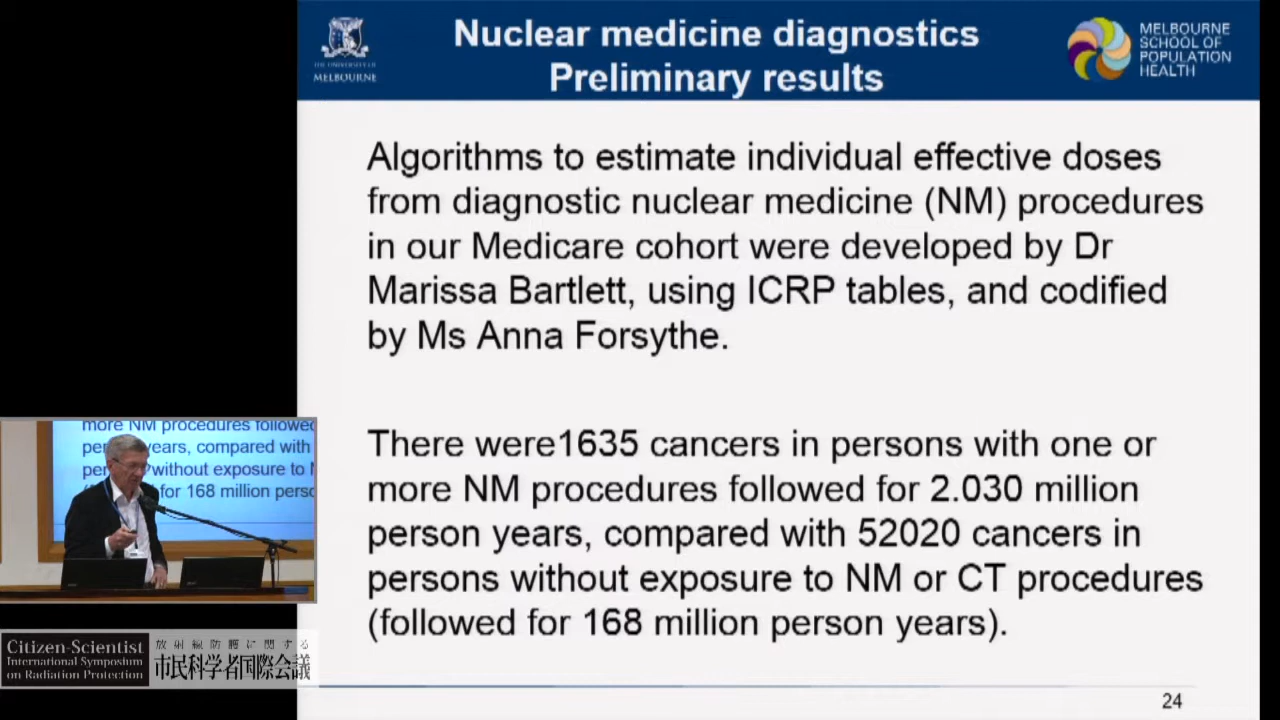 THE UNIVERSITY OF
MELBOURNE
Nuclear medicine diagnostics
Preliminary results
MELBOURNE
SCHOOL OF
POPULATION
HEALTH
Algorithms to estimate individual effective doses
from diagnostic nuclear medicine (NM) procedures
in our Medicare cohort were developed by Dr
Marissa Bartlett, using ICRP tables, and codified
by Ms Anna Forsythe.
There were1635 cancers in persons with one or
more NM procedures followed for 2.030 million
person years, compared with 52020 cancers in
persons without exposure to NM or CT procedures
(followed for 168 million person years).
24
more NM procedures followed
years, compared with
without exposure to
for 168 million perso
Citizen-Scientist
International Symposium
on Radiation Protection
放射線防護に関する
市民科学者国際会議